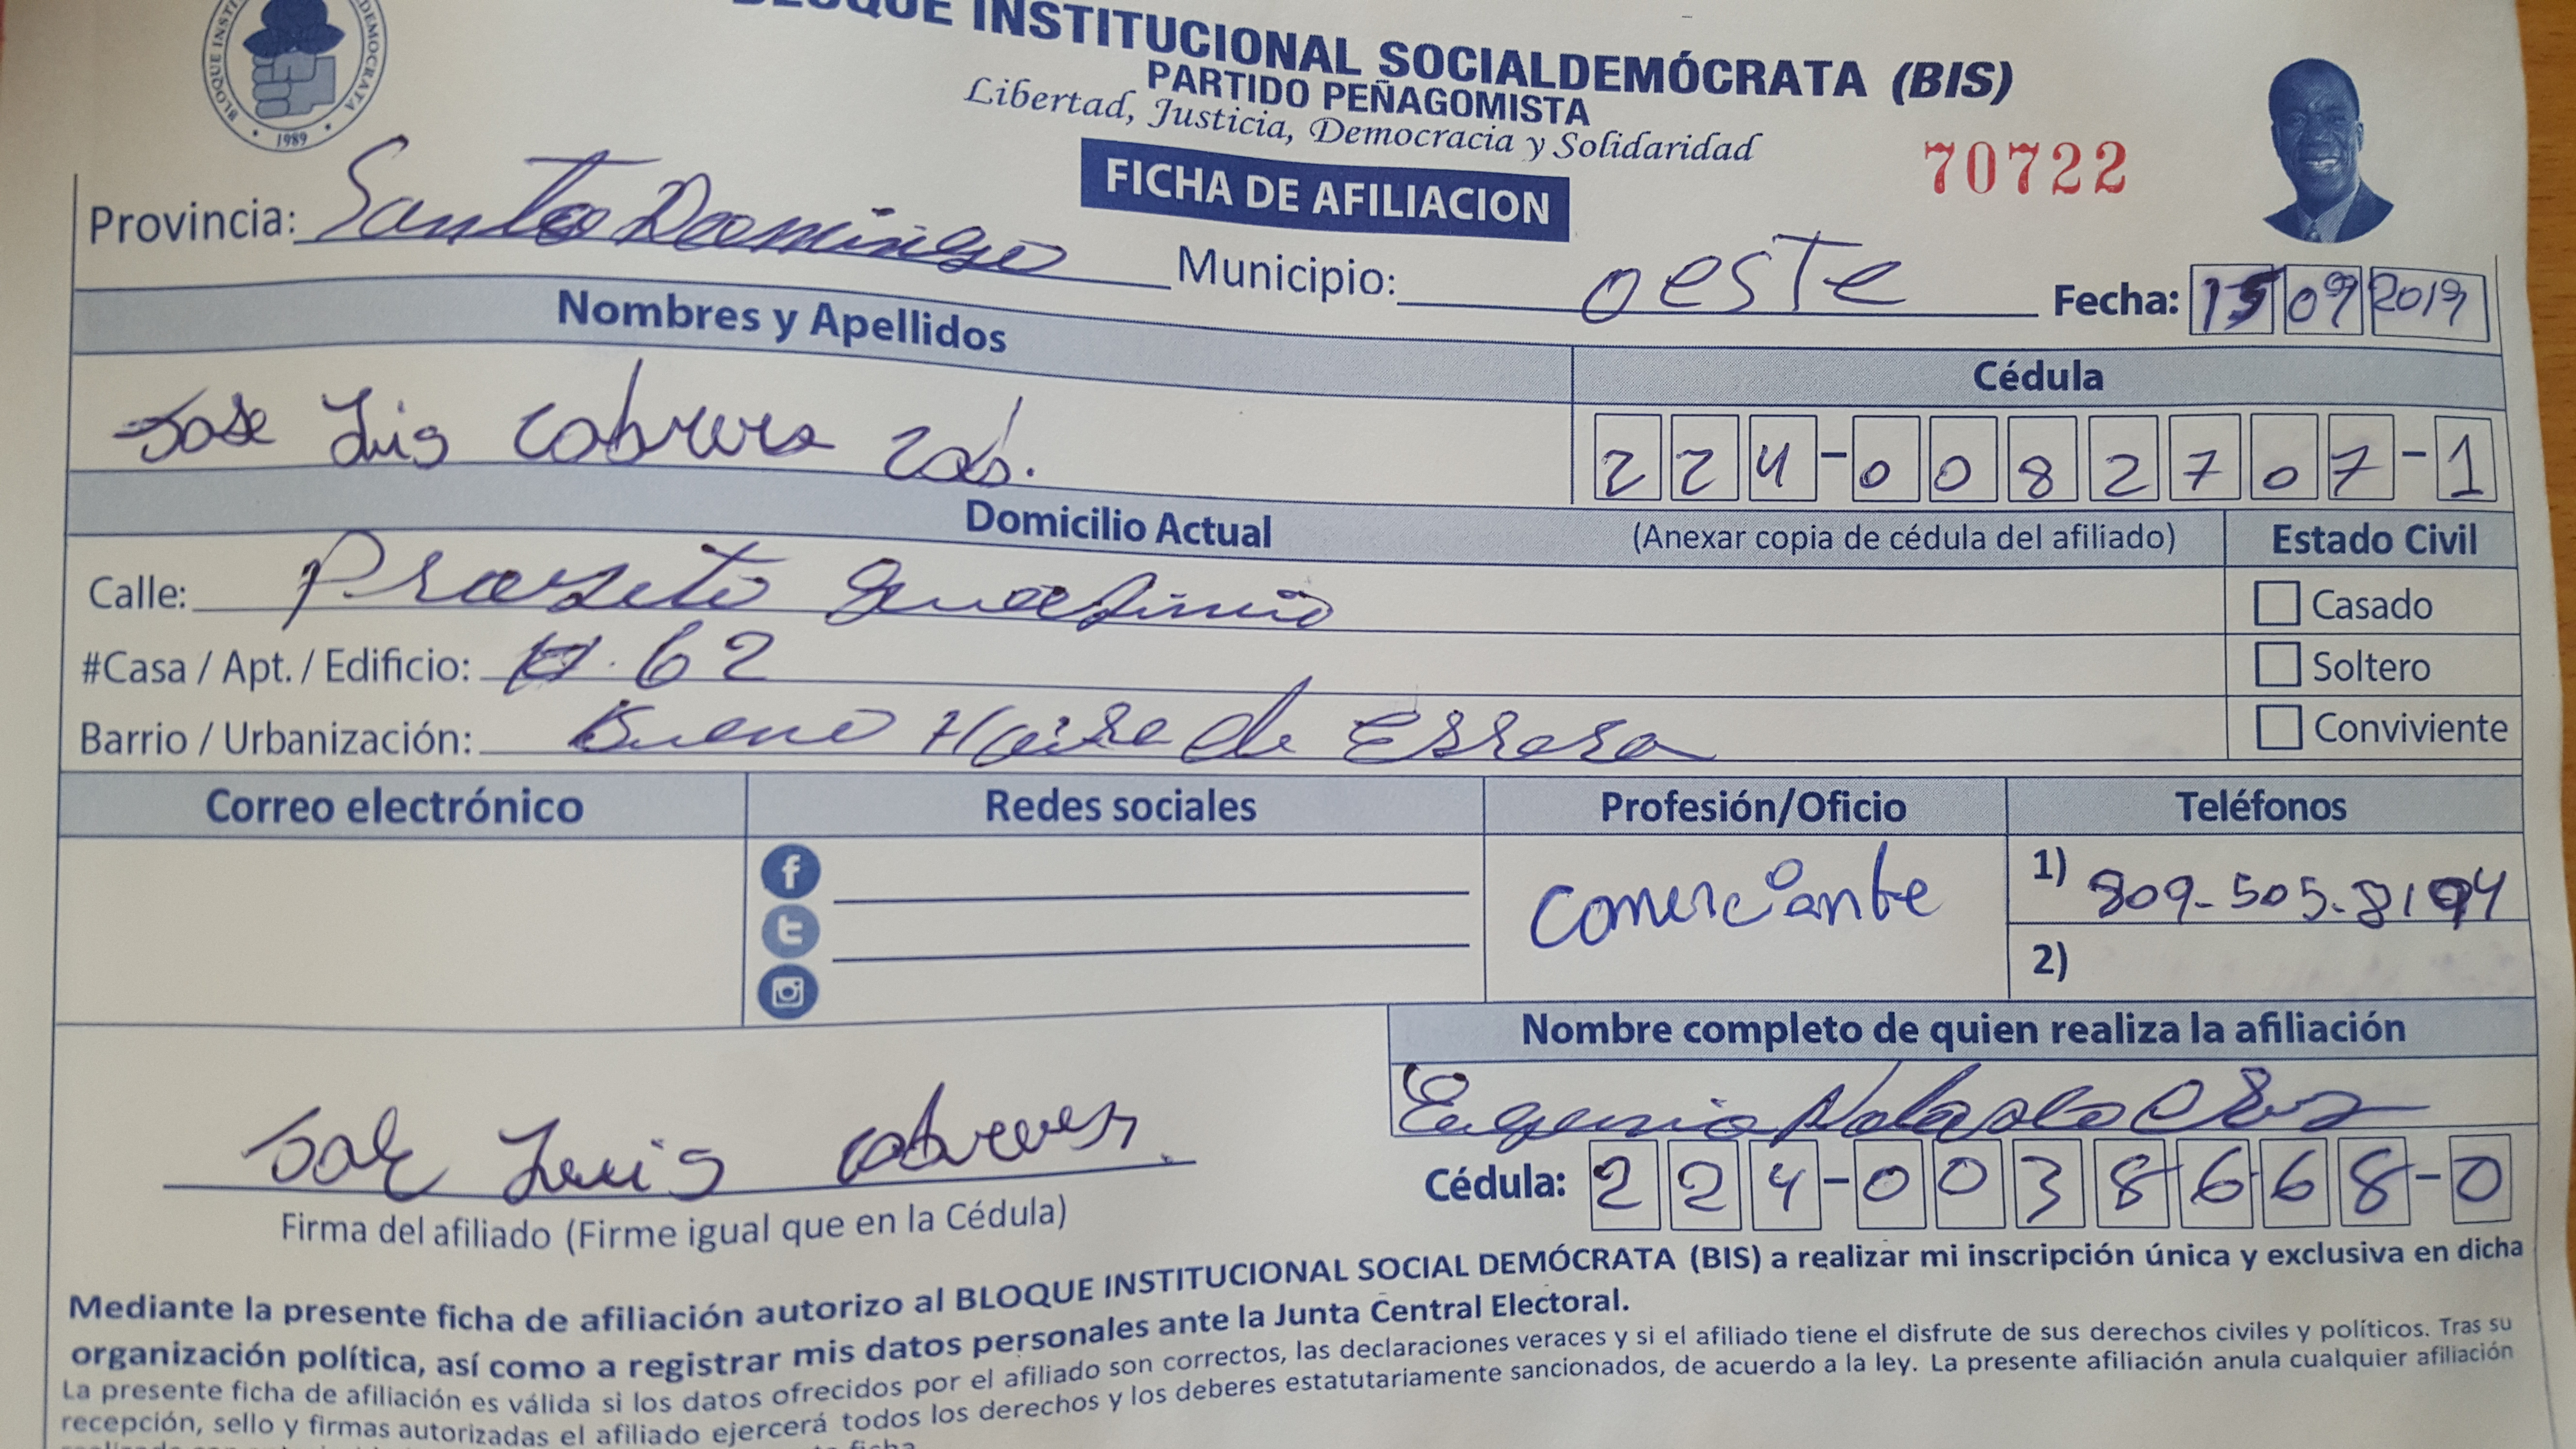 BLOQUE INSTITUCIONAL SOCIALDEMÓCRATA (BIS)
PARTIDO PEÑAGOMISTA
Libertad, Justicia, Democracia y Solidaridad
1989
70722
FICHA DE AFILIACION
Provincia: Santo Domingo Municipio: oeste Fecha: 15 09 2019
Nombres y Apellidos Cédula
Jose Luis Cabrera 224-0082707-1
Domicilio Actual (Anexar copia de cédula del afiliado) Estado Civil
Calle: Casado
#Casa / Apt. / Edificio: # 62 Soltero
Barrio / Urbanización: Bueno Haire de Errera Conviviente
Correo electrónico Redes sociales Profesión/Oficio Teléfonos
comerciante 1) 809-505-8194
2)
Nombre completo de quien realiza la afiliación
Eugenio
Jose Luis cabrera
Cédula: 224-0038668-0
Firma del afiliado (Firme igual que en la Cédula)
Mediante la presente ficha de afiliación autorizo al BLOQUE INSTITUCIONAL SOCIAL DEMÓCRATA (BIS) a realizar mi inscripción única y exclusiva en dicha
organización política, así como a registrar mis datos personales ante la Junta Central Electoral.
La presente ficha de afiliación es válida si los datos ofrecidos por el afiliado son correctos, las declaraciones veraces y si el afiliado tiene el disfrute de sus derechos civiles y políticos. Tras su
recepción, sello y firmas autorizadas el afiliado ejercerá todos los derechos y los deberes estatutariamente sancionados, de acuerdo a la ley. La presente afiliación anula cualquier afiliación